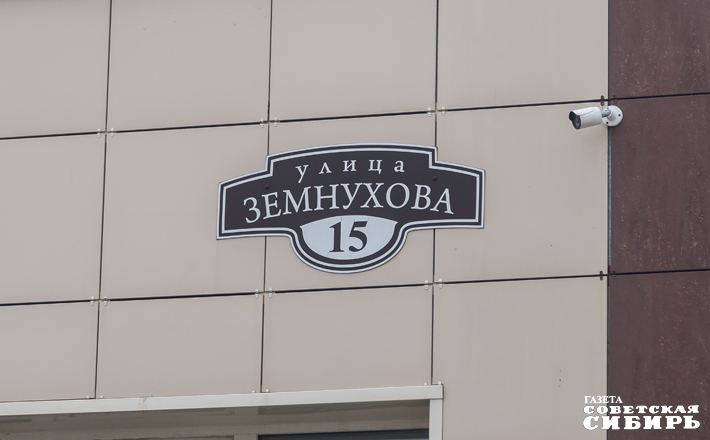 улица
ЗЕМНУХОВА
15
ГАЗЕТА
СОВЕТСКАЯ
СИБИРЬ